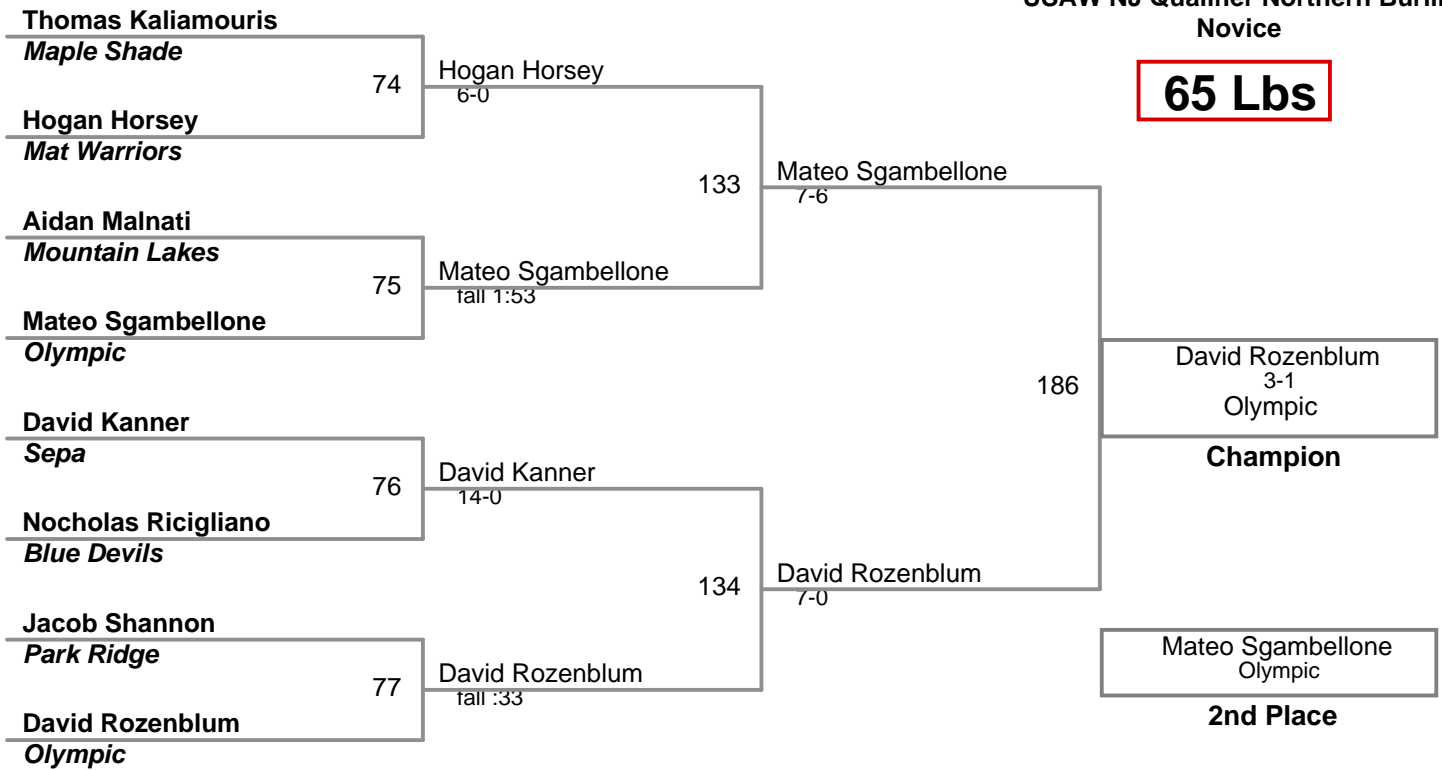 USAW NJ Qualifier Northern
Novice
65 Lbs
Thomas Kaliamouris
Maple Shade
74
Hogan Horsey
6-0
Hogan Horsey
Mat Warriors
133
Mateo Sgambellone
7-6
Aidan Malnati
Mountain Lakes
75
Mateo Sgambellone
fall 1:53
Mateo Sgambellone
Olympic
186
David Rozenblum
3-1
Olympic
Champion
David Kanner
Sepa
76
David Kanner
14-0
Nocholas Ricigliano
Blue Devils
134
David Rozenblum
7-0
Jacob Shannon
Park Ridge
77
David Rozenblum
fall :33
David Rozenblum
Olympic
Mateo Sgambellone
Olympic
2nd Place